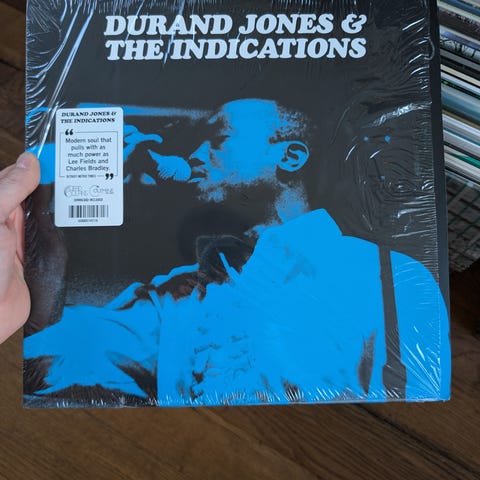 DURAND JONES &
THE INDICATIONS
DURAND JONES &
THE INDICATIONS
“
Modern soul that
pulls with as
much power as
Lee Fields and
Charles Bradley.
”